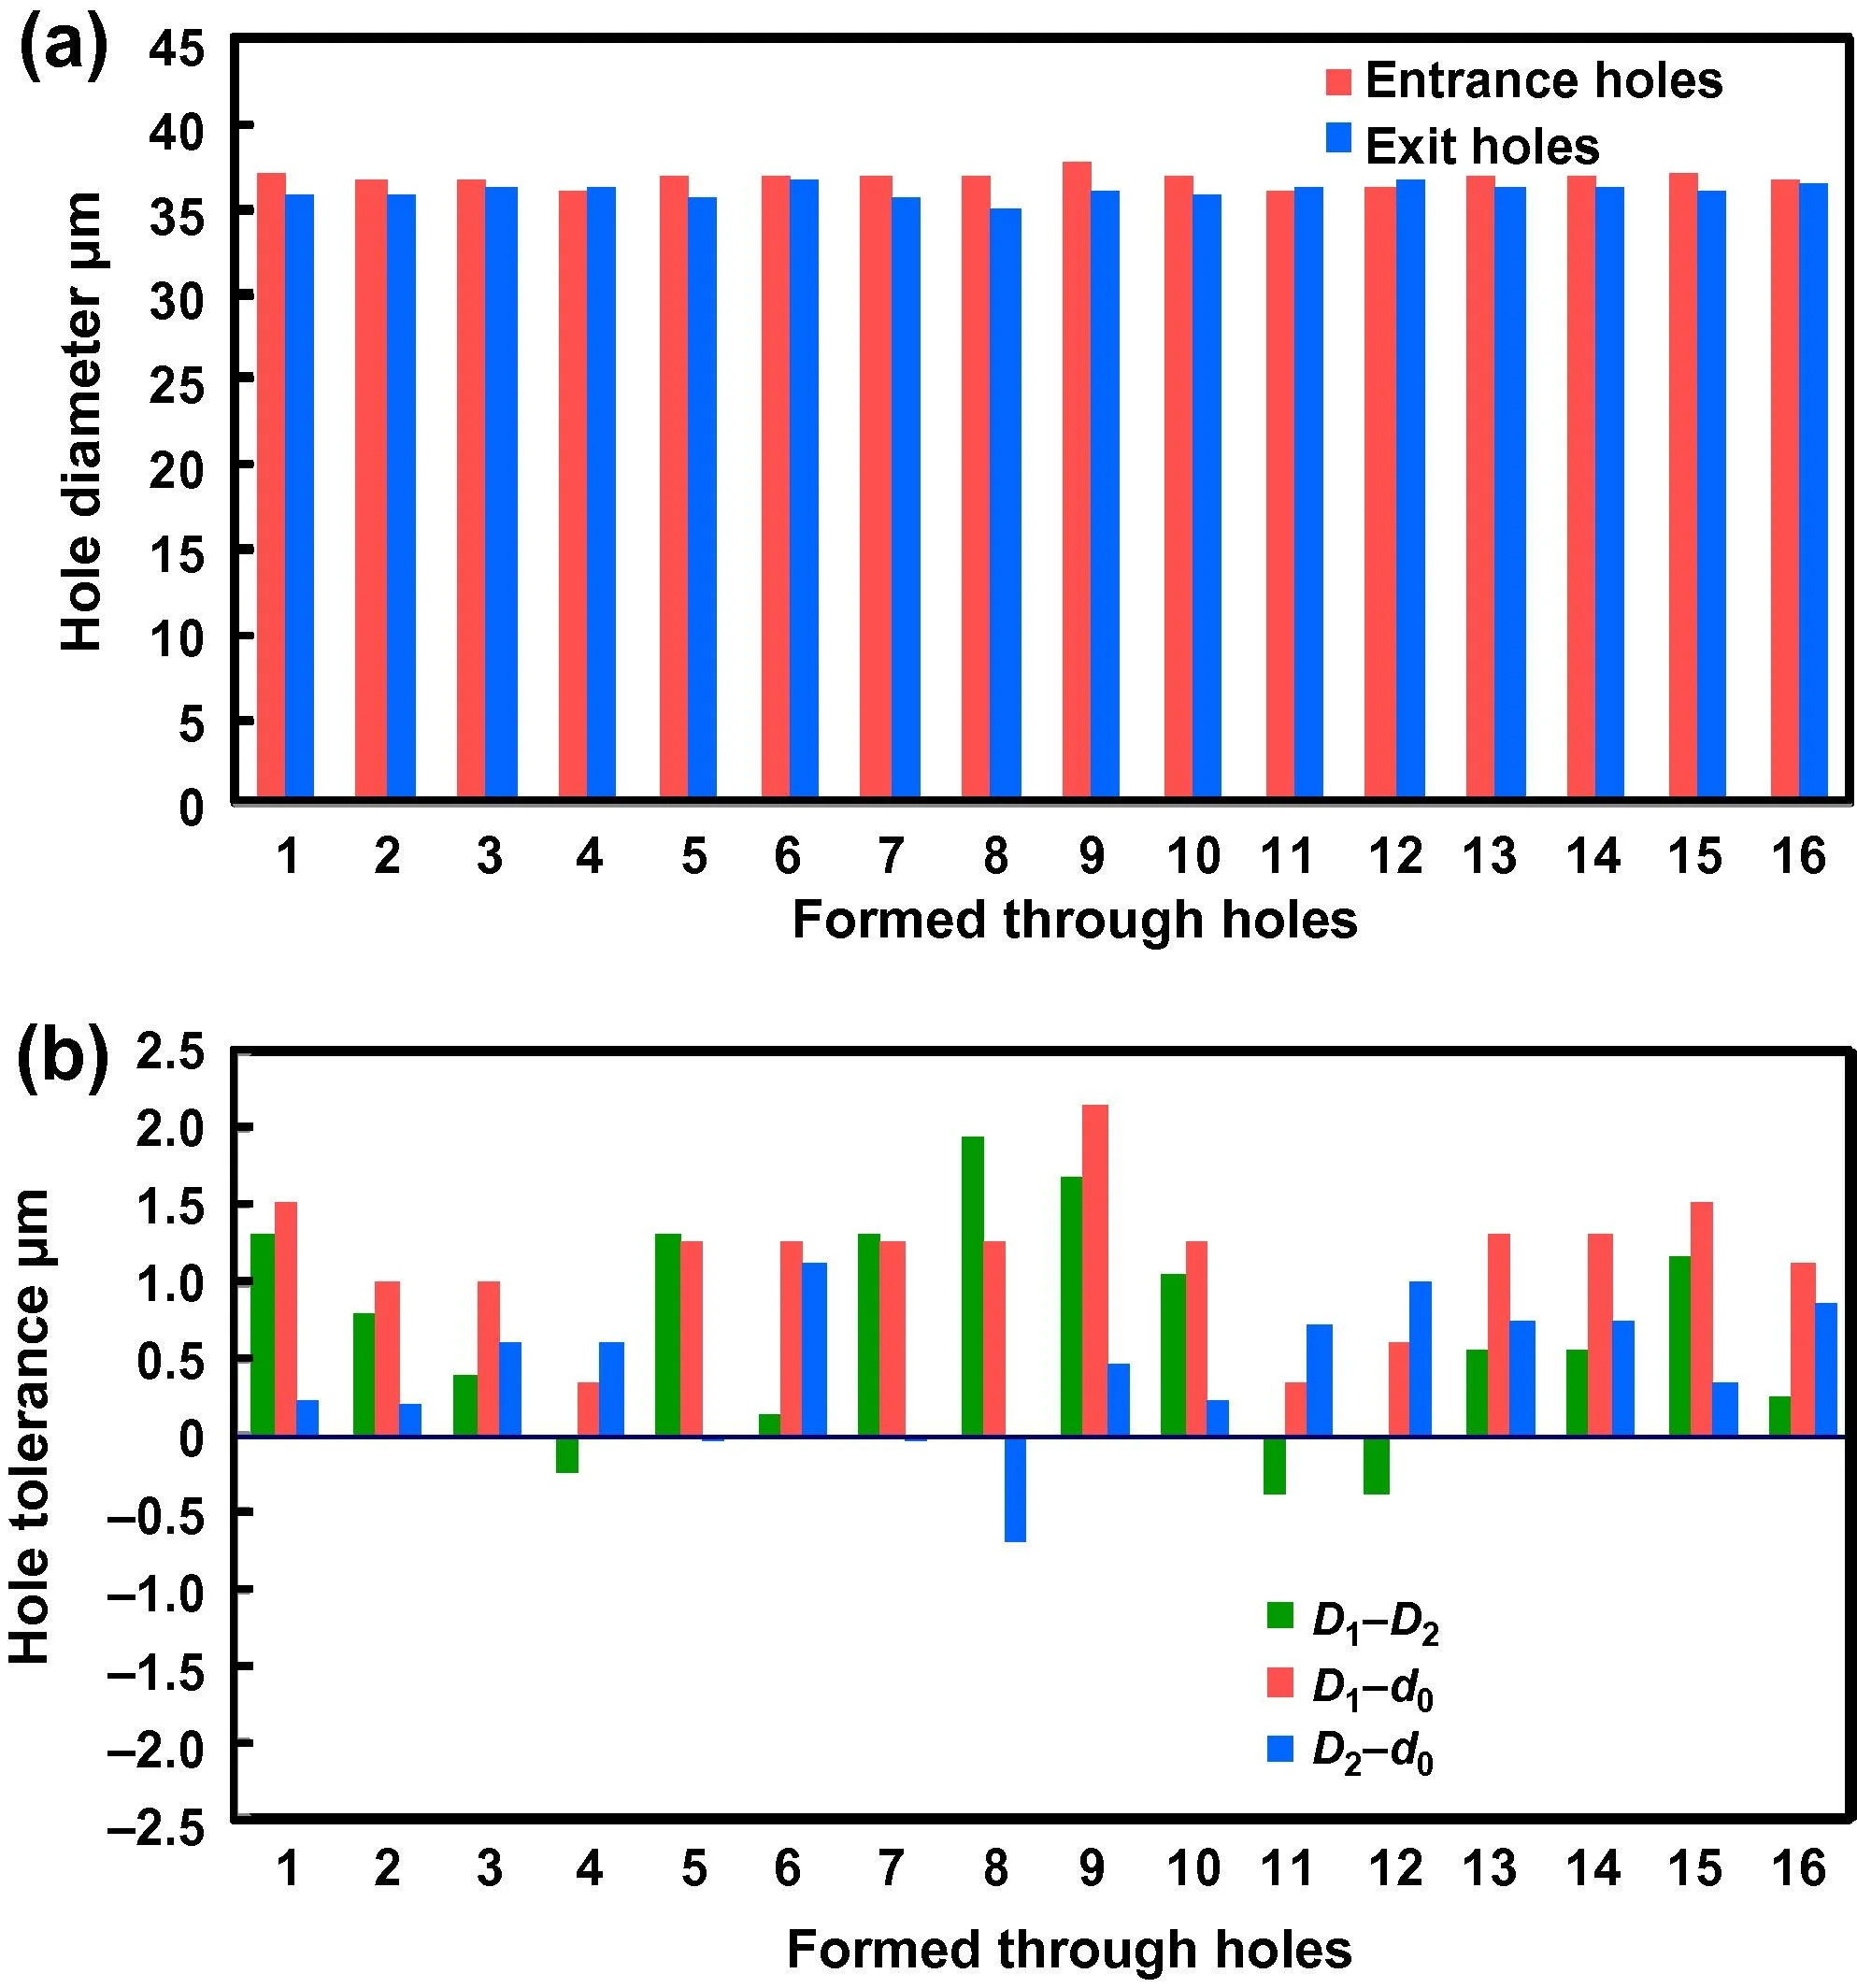 (a)
45
40
35
30
25
20
15
10
5
0
Hole diameter μm
Entrance holes
Exit holes
1 2 3 4 5 6 7 8 9 10 11 12 13 14 15 16
Formed through holes
(b)
2.5
2.0
1.5
1.0
0.5
0
–0.5
–1.0
–1.5
–2.0
–2.5
Hole tolerance μm
D₁–D₂
D₁–d₀
D₂–d₀
1 2 3 4 5 6 7 8 9 10 11 12 13 14 15 16
Formed through holes